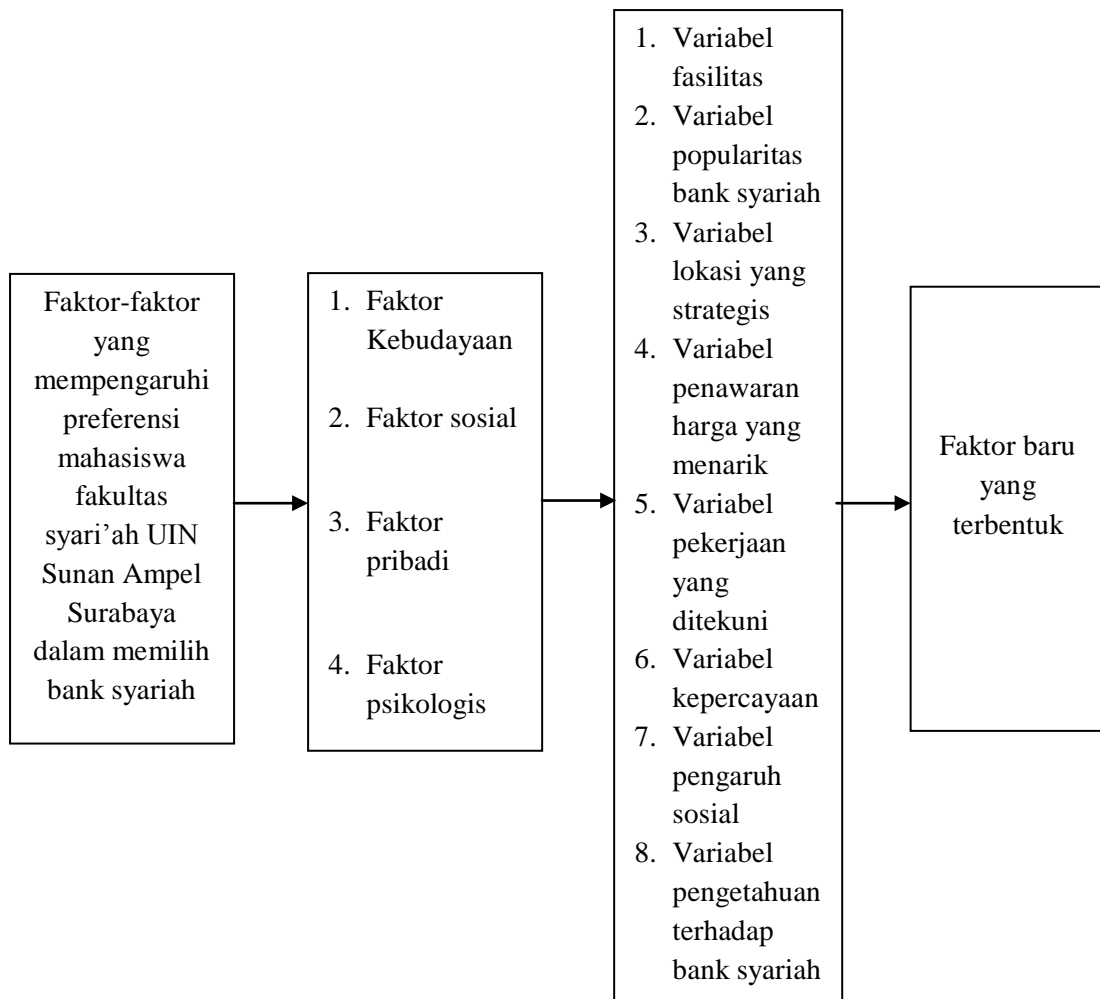 Faktor-faktor
yang
mempengaruhi
preferensi
mahasiswa
fakultas
syari’ah UIN
Sunan Ampel
Surabaya
dalam memilih
bank syariah
1. Faktor
Kebudayaan
2. Faktor sosial
3. Faktor
pribadi
4. Faktor
psikologis
1. Variabel
fasilitas
2. Variabel
popularitas
bank syariah
3. Variabel
lokasi yang
strategis
4. Variabel
penawaran
harga yang
menarik
5. Variabel
pekerjaan
yang
ditekuni
6. Variabel
kepercayaan
7. Variabel
pengaruh
sosial
8. Variabel
pengetahuan
terhadap
bank syariah
Faktor baru
yang
terbentuk